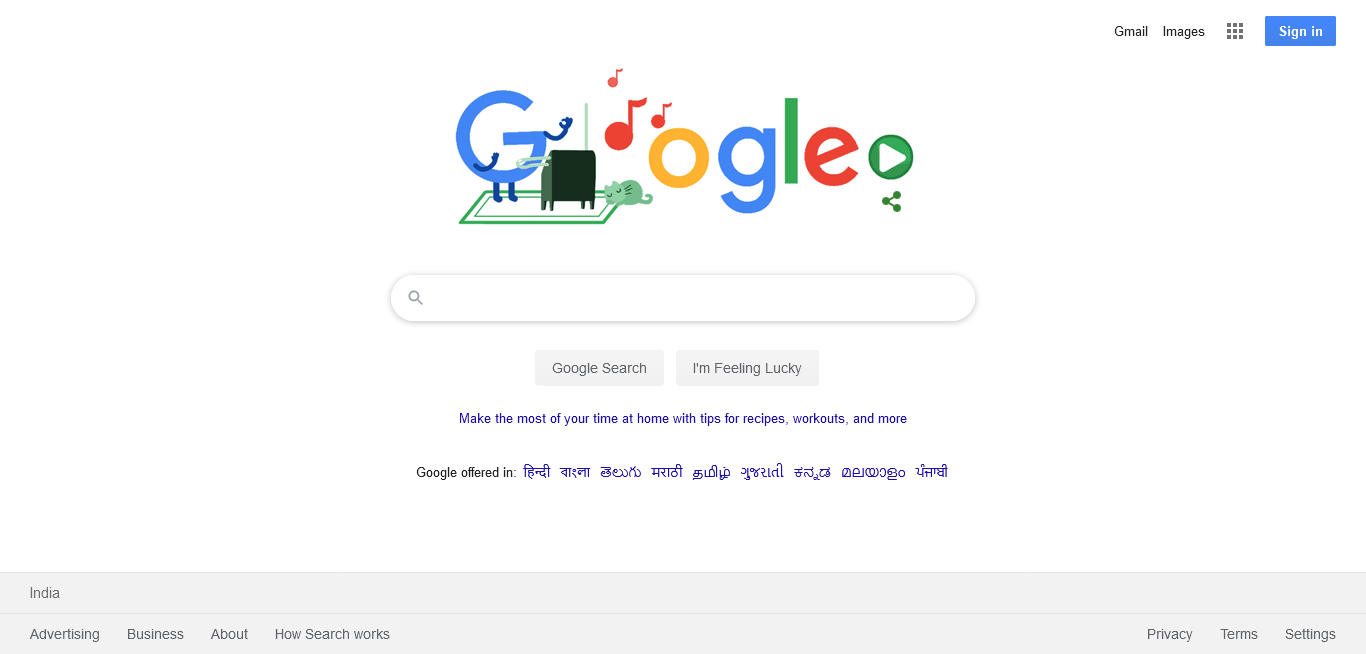 Gmail Images Sign in
Google
Google Search I'm Feeling Lucky
Make the most of your time at home with tips for recipes, workouts, and more
Google offered in: हिन्दी বাংলা తెలుగు मराठी தமிழ் ગુજરાતી ಕನ್ನಡ മലയാളം ਪੰਜਾਬੀ
India
Advertising Business About How Search works Privacy Terms Settings